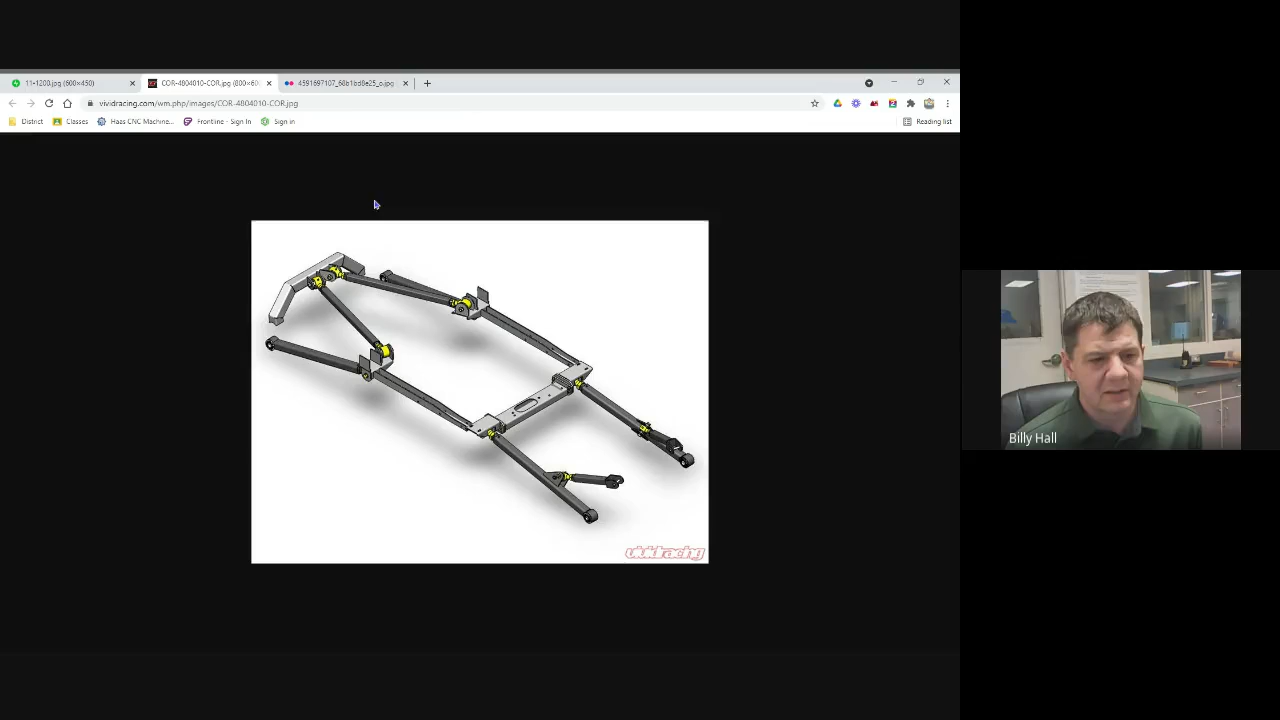 11-1200.jpg (600×450)
COR-4804010-COR.jpg (800×60
4591697107_68b1bd8e25_o.jpg
vividracing.com/wm.php/images/COR-4804010-COR.jpg
District
Classes
Haas CNC Machine...
Frontline - Sign In
Sign in
Reading list
vividracing
Billy Hall